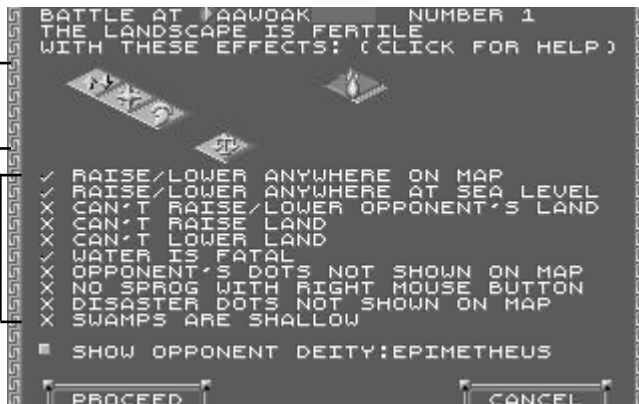 BATTLE AT AAWOAK NUMBER 1
THE LANDSCAPE IS FERTILE
WITH THESE EFFECTS: (CLICK FOR HELP)
✓ RAISE/LOWER ANYWHERE ON MAP
✓ RAISE/LOWER ANYWHERE AT SEA LEVEL
X CAN'T RAISE/LOWER OPPONENT'S LAND
X CAN'T RAISE LAND
X CAN'T LOWER LAND
✓ WATER IS FATAL
X OPPONENT'S DOTS NOT SHOWN ON MAP
X NO SPROG WITH RIGHT MOUSE BUTTON
X DISASTER DOTS NOT SHOWN ON MAP
X SWAMPS ARE SHALLOW
SHOW OPPONENT DEITY:EPIMETHEUS
PROCEED CANCEL